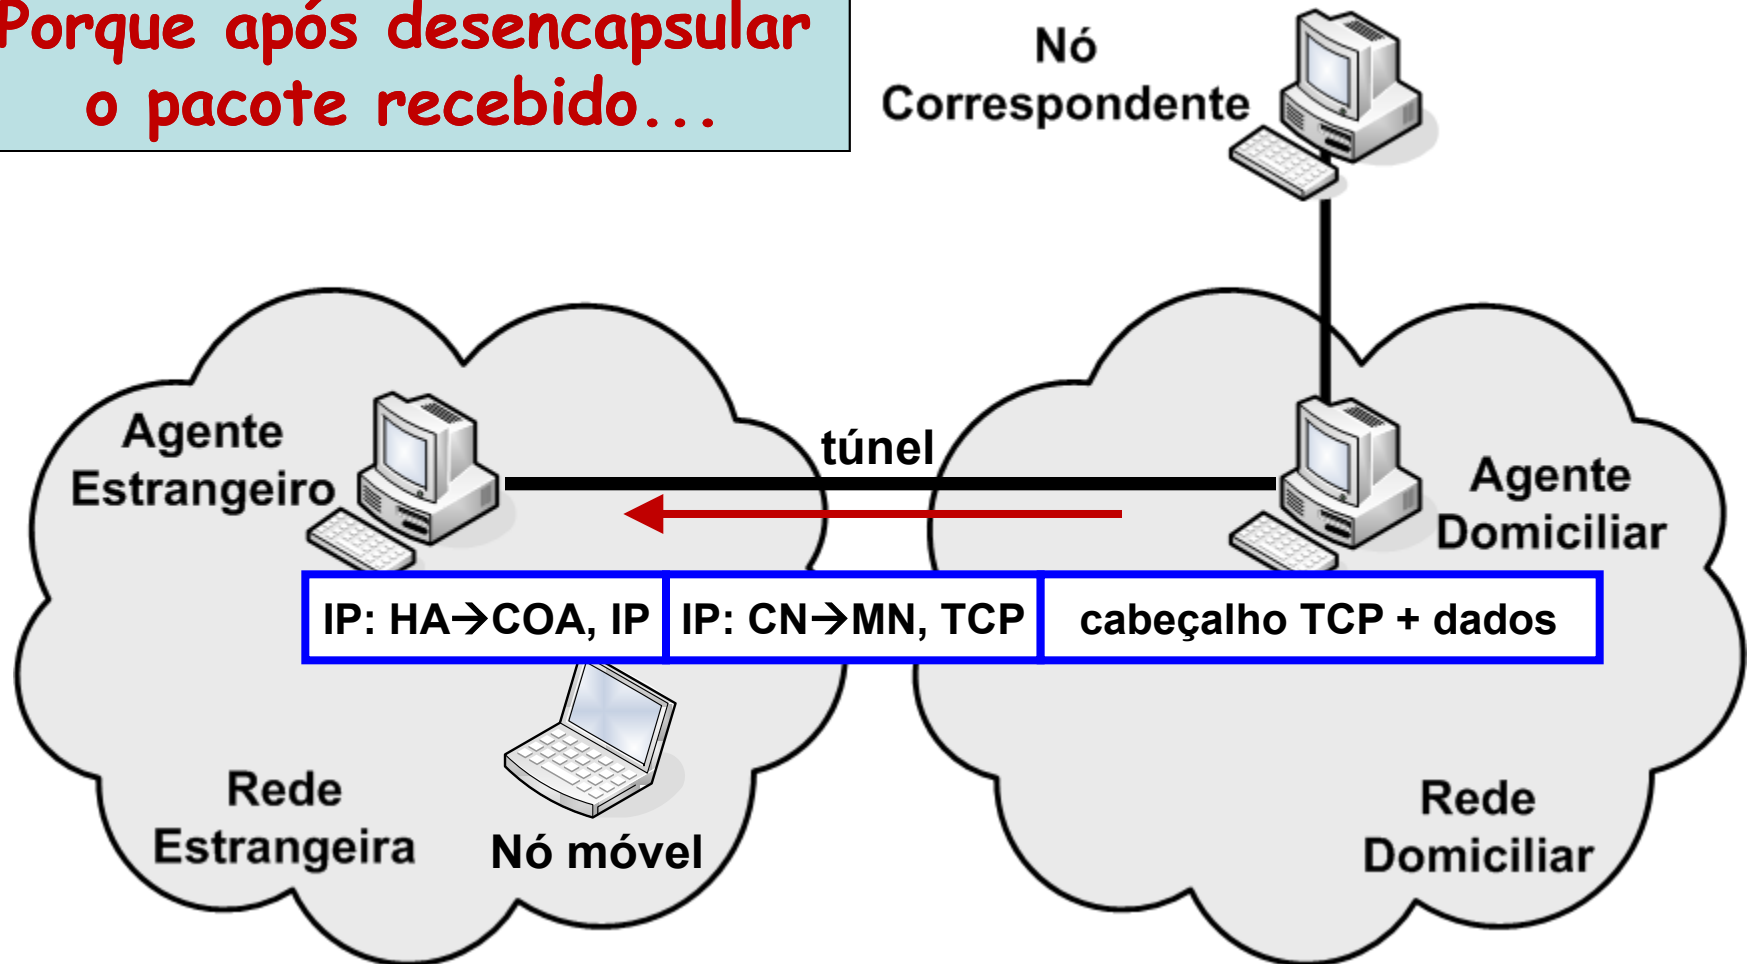 Porque após desencapsular
o pacote recebido...
Nó
Correspondente
Agente
Estrangeiro
túnel
Agente
Domiciliar
IP: HA→COA, IP
IP: CN→MN, TCP
cabeçalho TCP + dados
Rede
Estrangeira
Nó móvel
Rede
Domiciliar